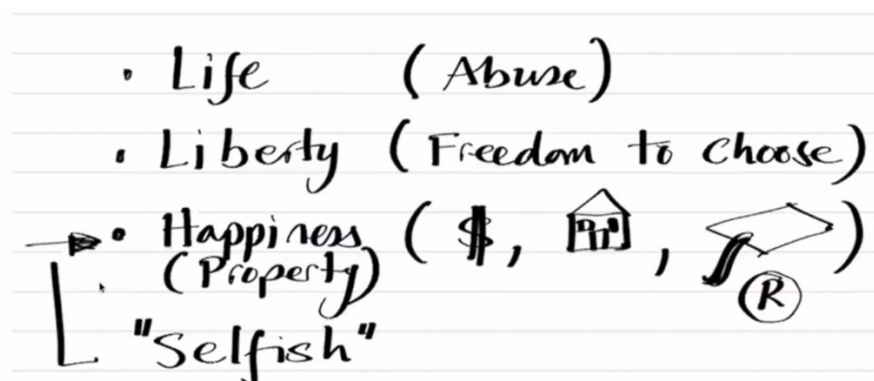 • Life (Abuse)
• Liberty (Freedom to choose)
• Happiness ($, , )
(Property) ®
"Selfish"